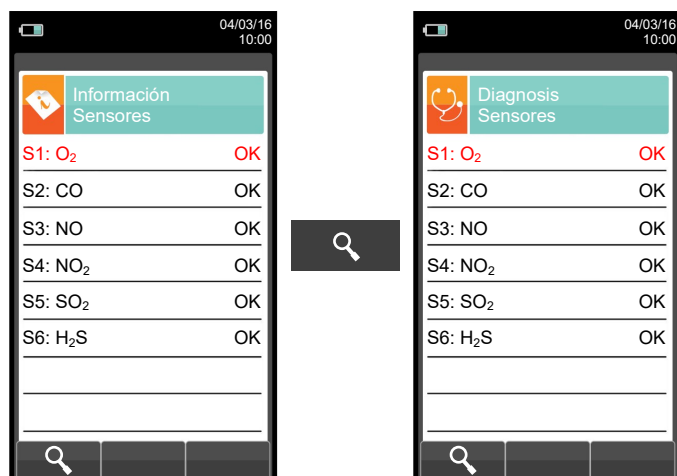 04/03/16
10:00
Información
Sensores
S1: O₂ OK
S2: CO OK
S3: NO OK
S4: NO₂ OK
S5: SO₂ OK
S6: H₂S OK
04/03/16
10:00
Diagnosis
Sensores
S1: O₂ OK
S2: CO OK
S3: NO OK
S4: NO₂ OK
S5: SO₂ OK
S6: H₂S OK